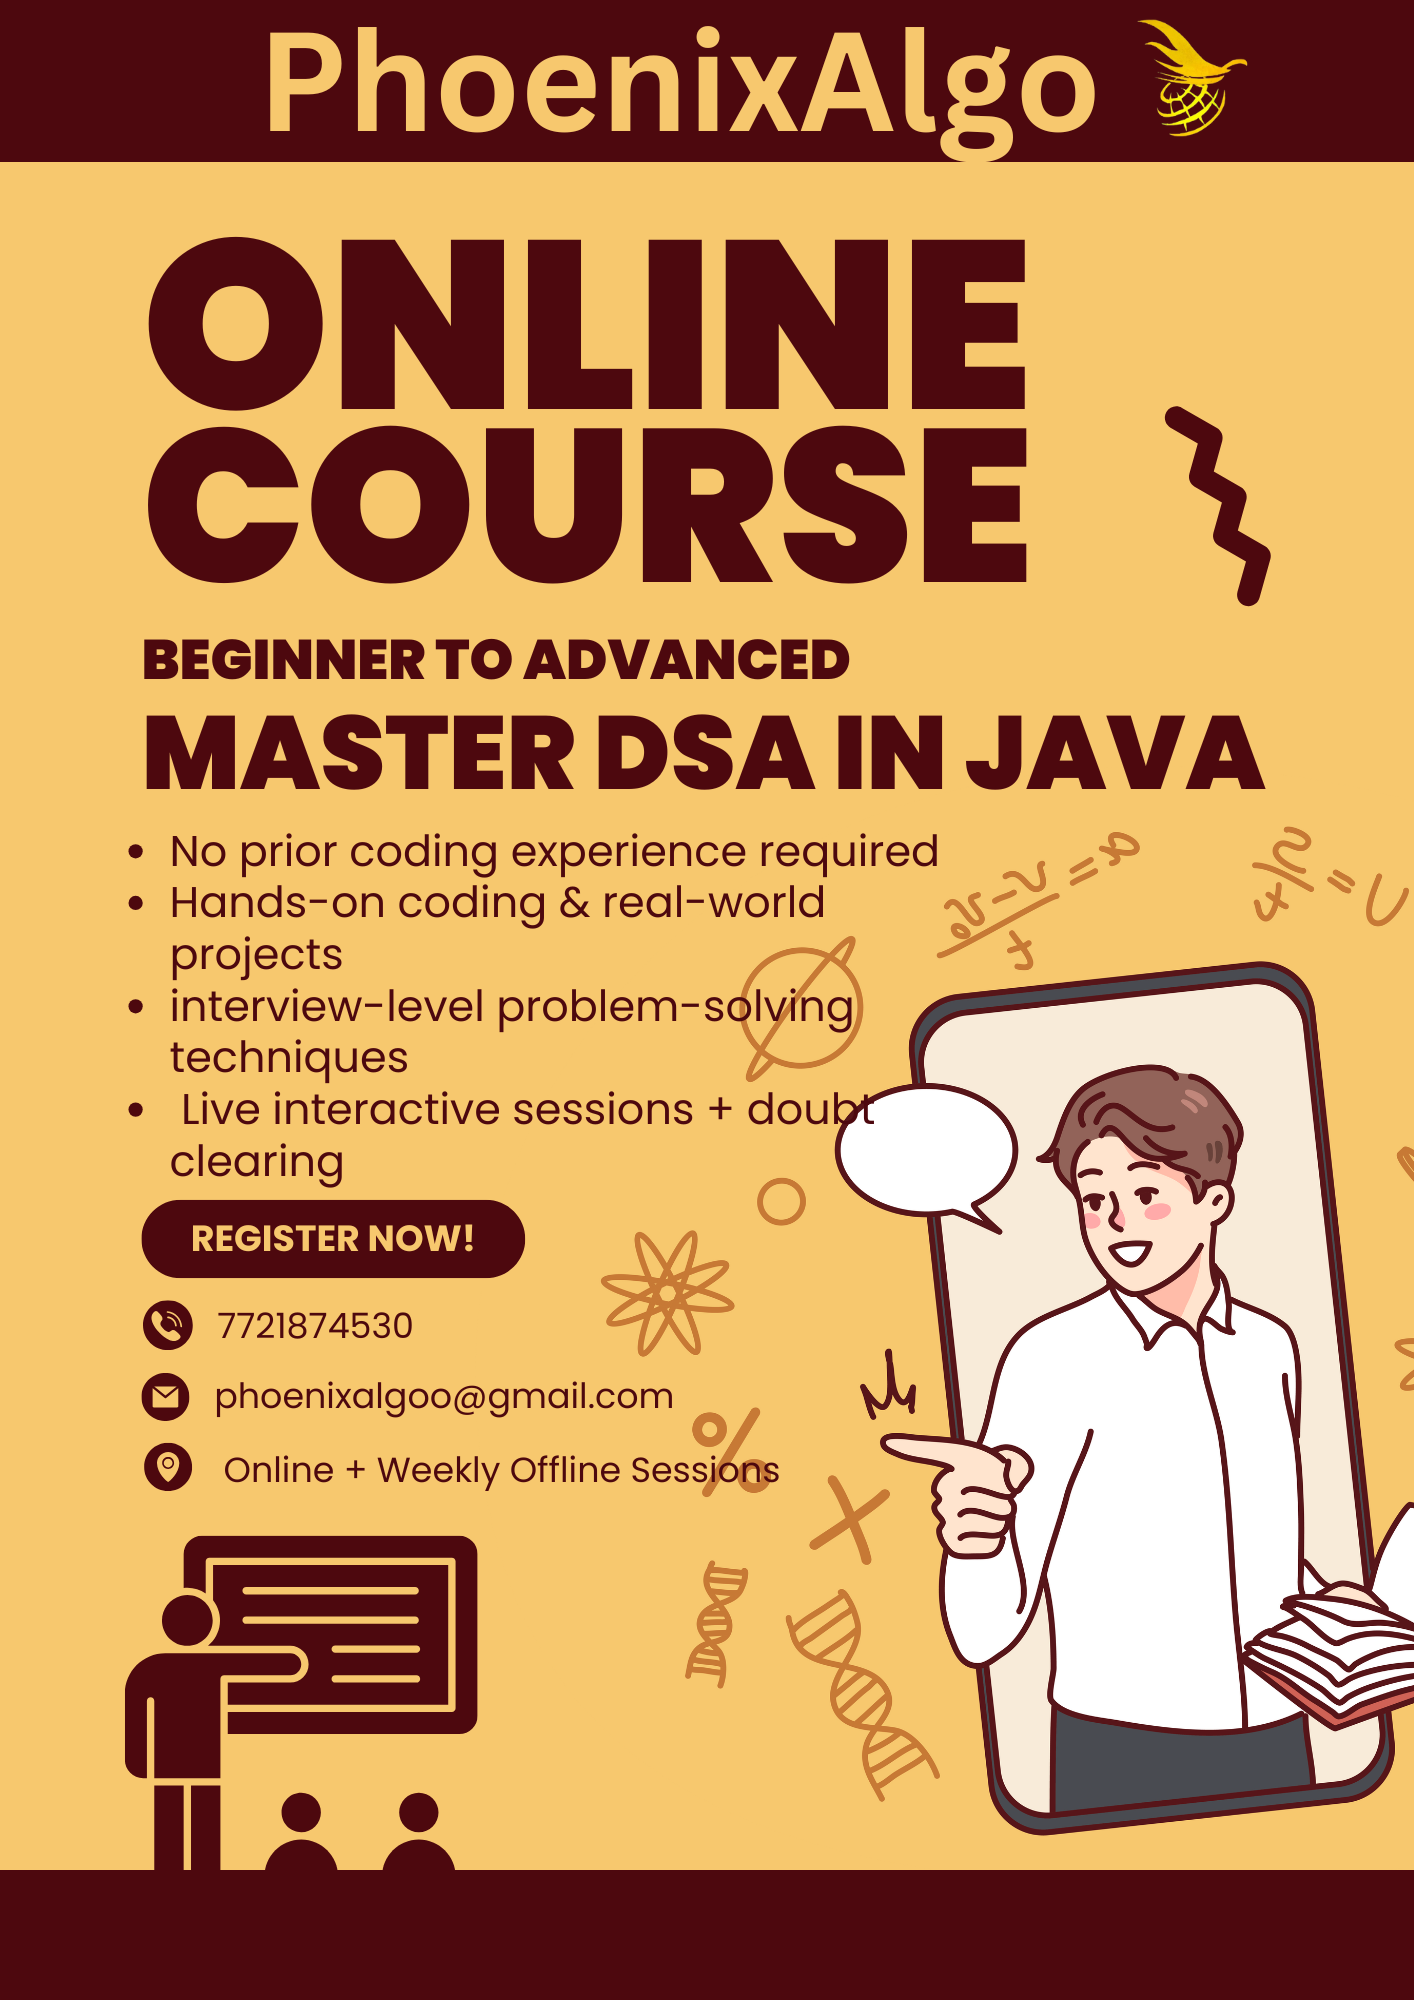 PhoenixAlgo
ONLINE
COURSE
BEGINNER TO ADVANCED
MASTER DSA IN JAVA
• No prior coding experience required
• Hands-on coding & real-world
projects
• interview-level problem-solving
techniques
• Live interactive sessions + doubt
clearing
REGISTER NOW!
7721874530
phoenixalgoo@gmail.com
Online + Weekly Offline Sessions
%